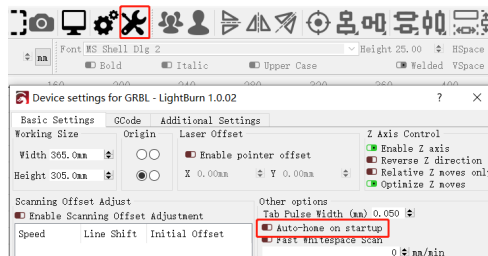 mm Font MS Shell Dlg 2 Height 25.00 HSpace
Bold Italic Upper Case Welded VSpace
Device settings for GRBL - LightBurn 1.0.02 ? ×
Basic Settings GCode Additional Settings
Working Size Origin Laser Offset Z Axis Control
Width 365.0mm Enable pointer offset Enable Z axis
Reverse Z direction
Height 305.0mm X 0.00mm Y 0.00mm Relative Z moves only
Optimize Z moves
Scanning Offset Adjust Other options
Enable Scanning Offset Adjustment Tab Pulse Width (mm) 0.050
Speed Line Shift Initial Offset Auto-home on startup
Fast Whitespace Scan
0 mm/min